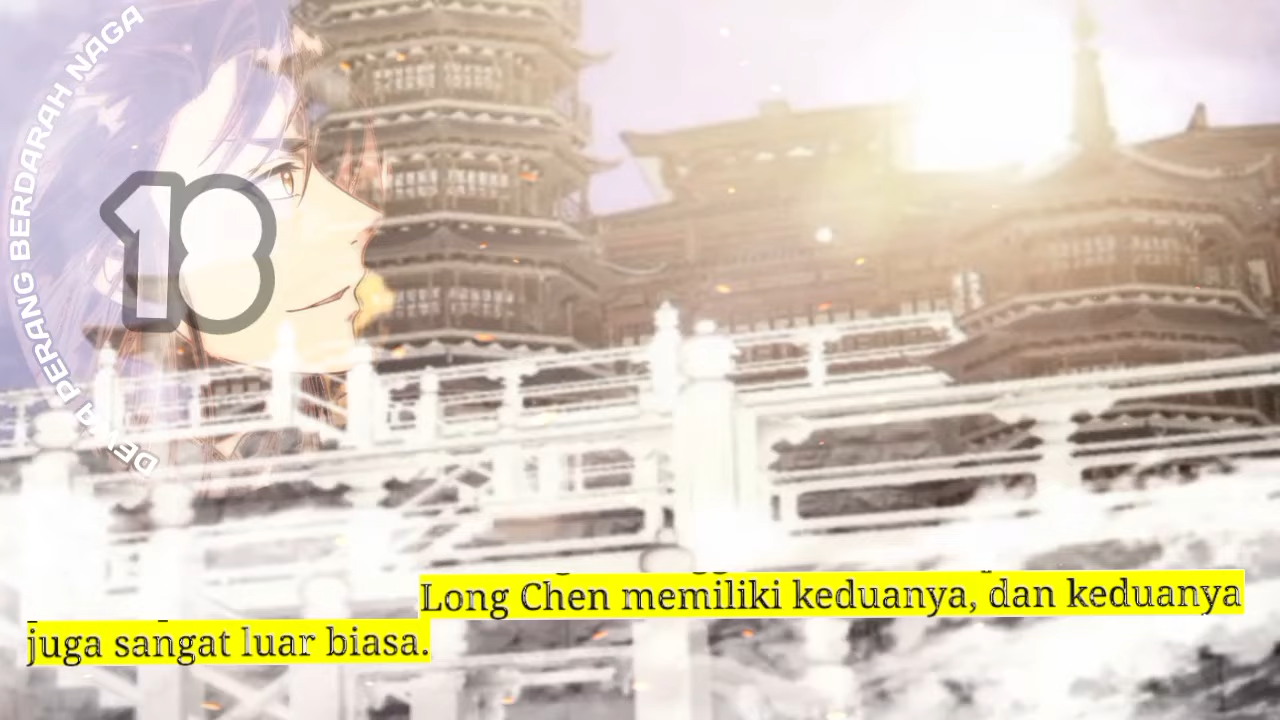 DEWA PERANG BERDARAH NAGA
18
Long Chen memiliki keduanya, dan keduanya
juga sangat luar biasa.